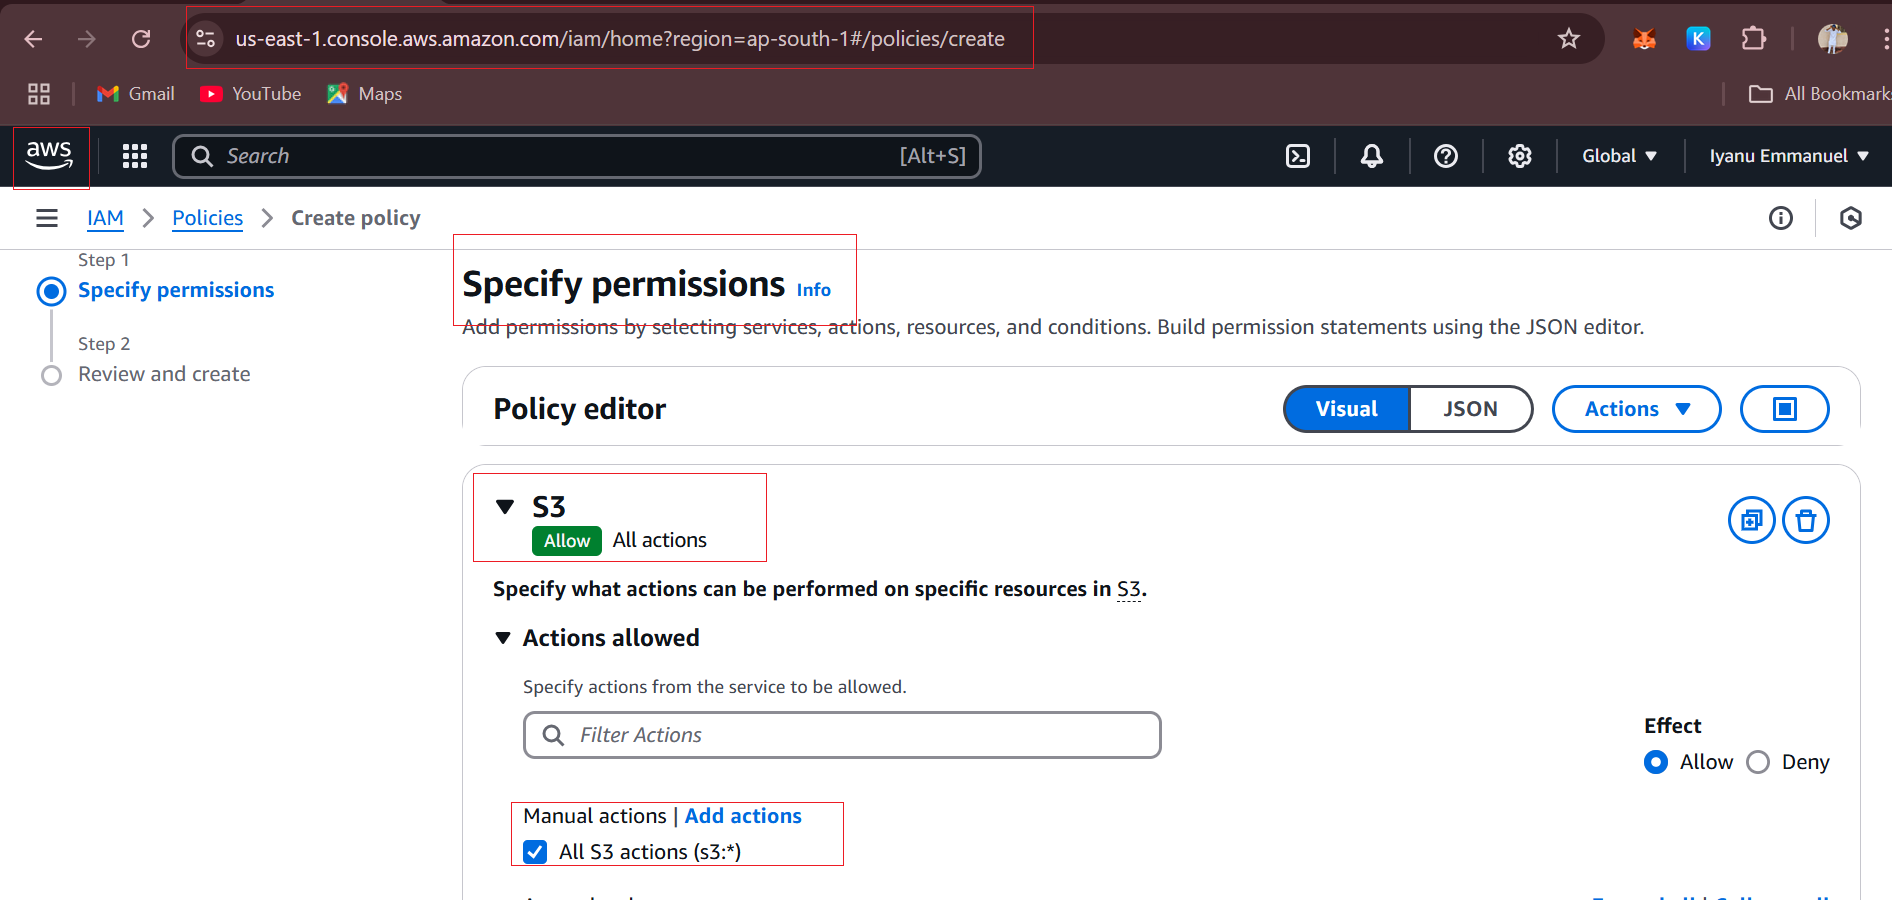 us-east-1.console.aws.amazon.com/iam/home?region=ap-south-1#/policies/create
K
Gmail
YouTube
Maps
All Bookmarks
aws
Search
[Alt+S]
Global
Iyanu Emmanuel
IAM
Policies
Create policy
Step 1
Specify permissions
Step 2
Review and create
Specify permissions Info
Add permissions by selecting services, actions, resources, and conditions. Build permission statements using the JSON editor.
Policy editor
Visual
JSON
Actions
S3
Allow All actions
Specify what actions can be performed on specific resources in S3.
Actions allowed
Specify actions from the service to be allowed.
Filter Actions
Effect
Allow
Deny
Manual actions | Add actions
All S3 actions (s3:*)